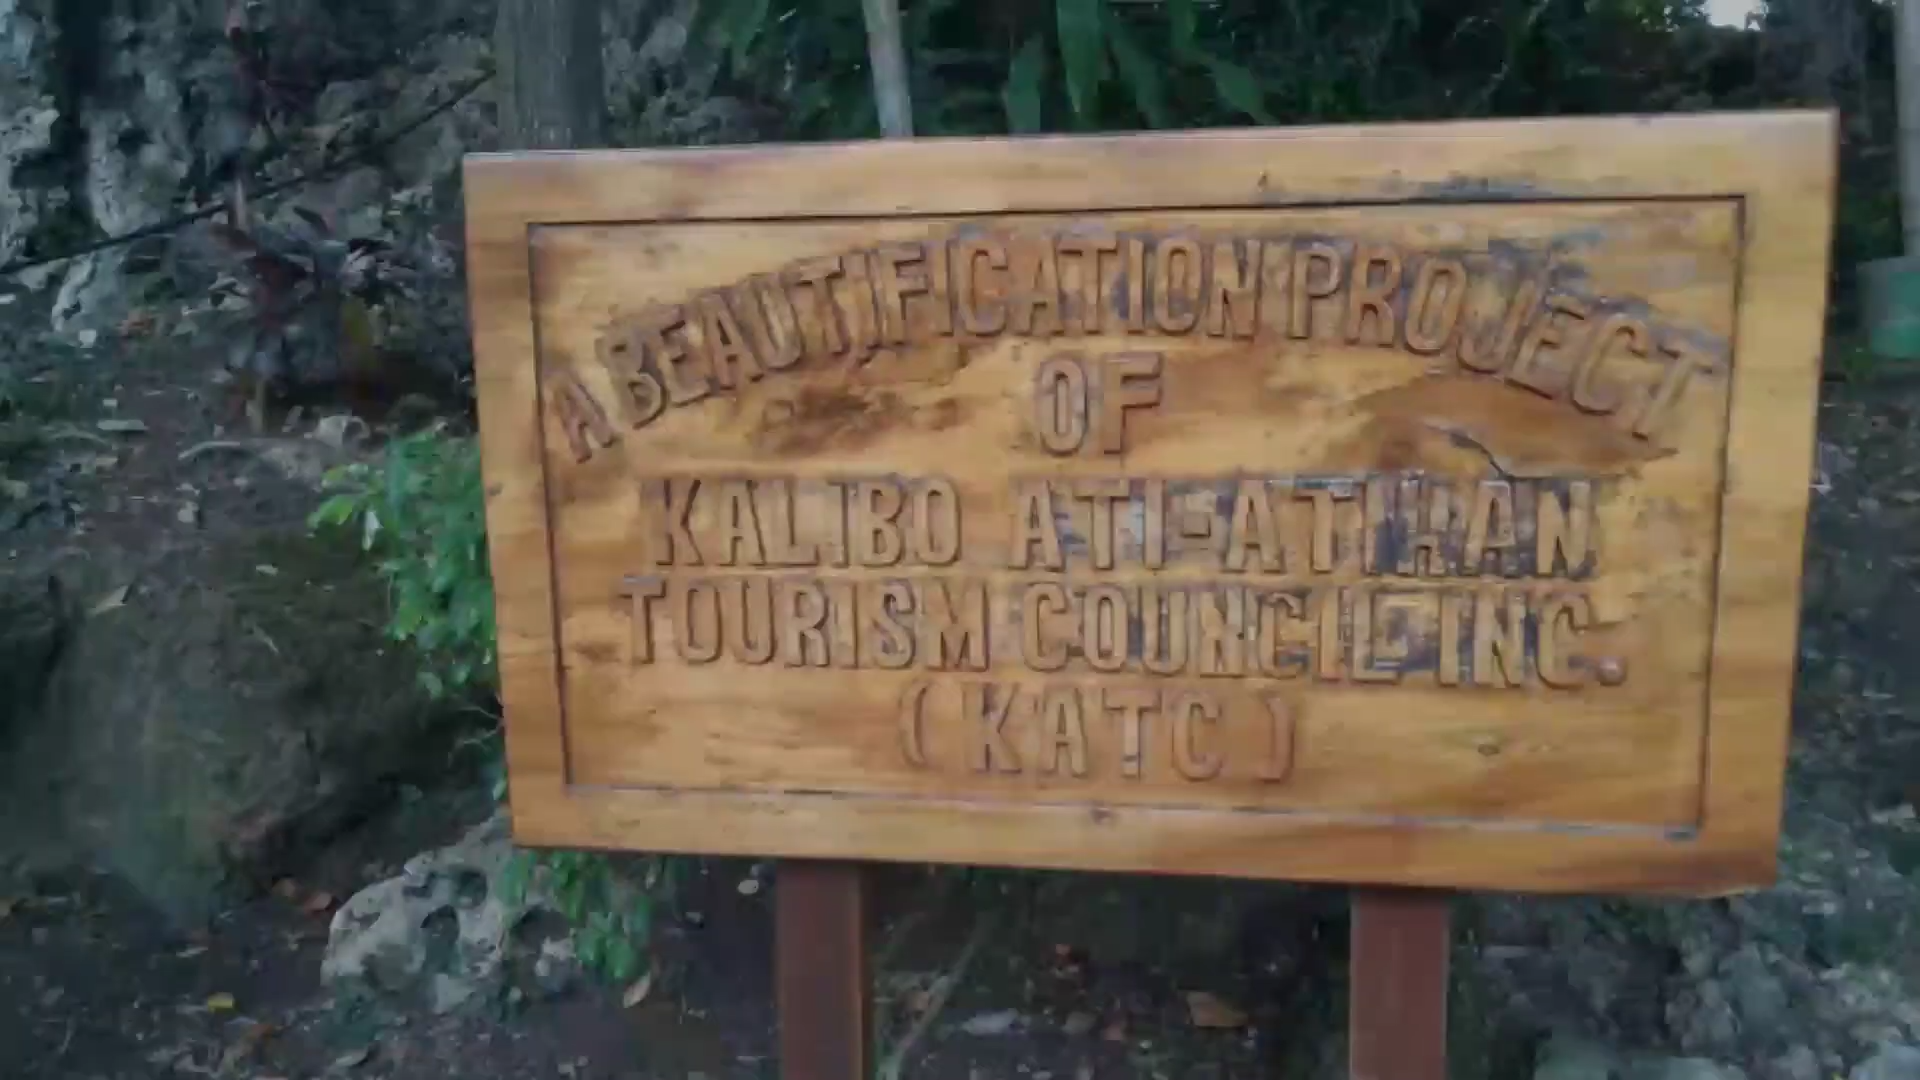 A BEAUTIFICATION PROJECT
OF
KALIBO ATI-ATIHAN
TOURISM COUNCIL INC.
(KATC)